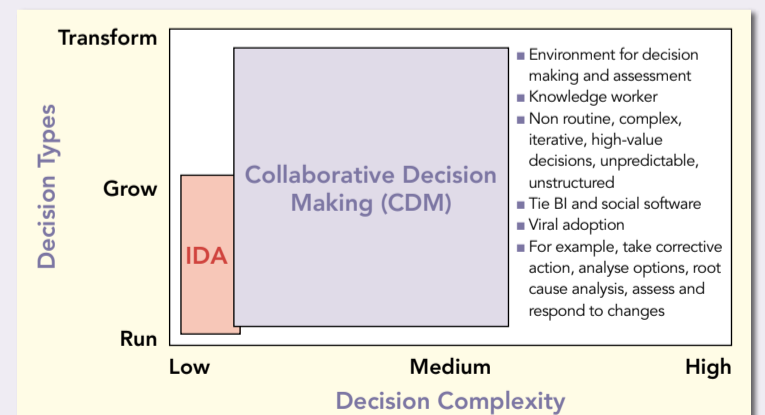 Transform
Grow
Run
Decision Types
IDA
Collaborative Decision
Making (CDM)
■ Environment for decision
making and assessment
■ Knowledge worker
■ Non routine, complex,
iterative, high-value
decisions, unpredictable,
unstructured
■ Tie BI and social software
■ Viral adoption
■ For example, take corrective
action, analyse options, root
cause analysis, assess and
respond to changes
Low
Medium
High
Decision Complexity